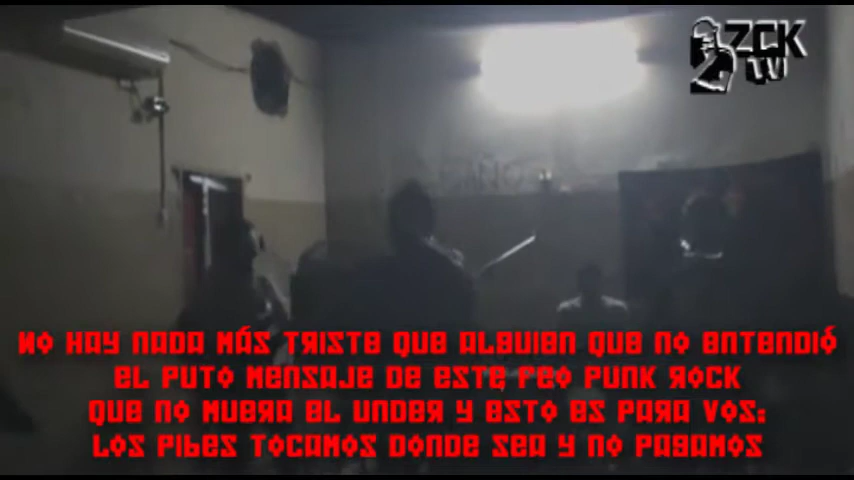 ZCK
TV
BAÑO
NO HAY NADA MÁS TRISTE QUE ALGUIEN QUE NO ENTENDIÓ
EL PUTO MENSAJE DE ESTE FEO PUNK ROCK
QUE NO MUERA EL UNDER Y ESTO ES PARA VOS:
LOS PIBES TOCAMOS DONDE SEA Y NO PAGAMOS